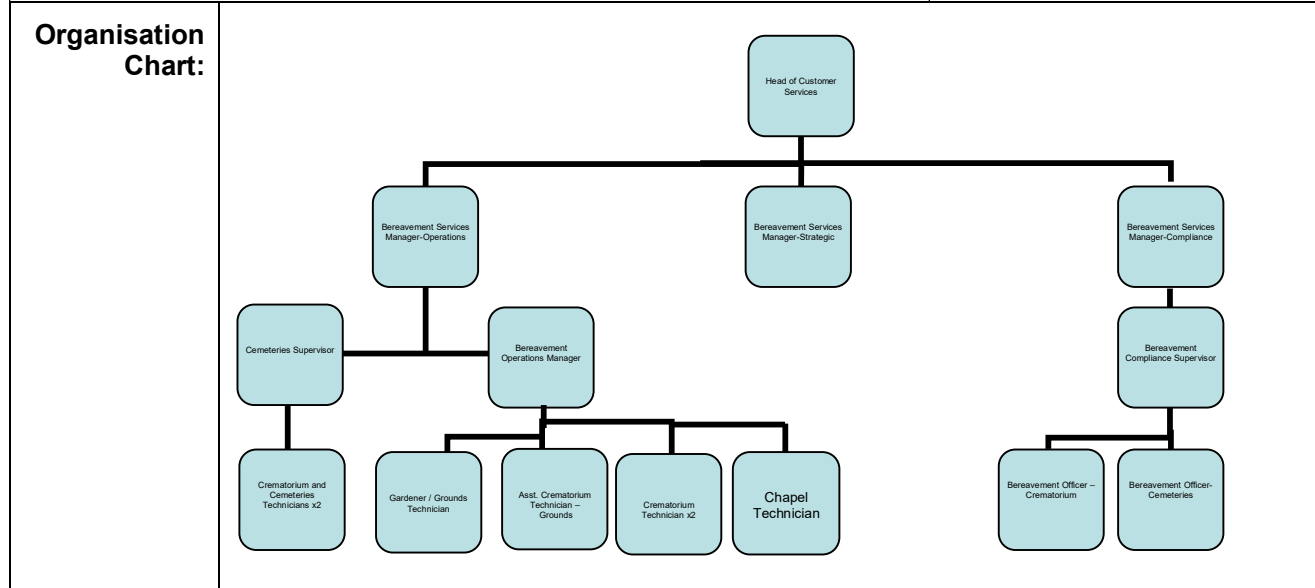 Organisation
Chart:
Head of Customer
Services
Bereavement Services
Manager-Operations
Bereavement Services
Manager-Strategic
Bereavement Services
Manager-Compliance
Cemeteries Supervisor
Bereavement
Operations Manager
Bereavement
Compliance Supervisor
Crematorium and
Cemeteries
Technicians x2
Gardener / Grounds
Technician
Asst. Crematorium
Technician –
Grounds
Crematorium
Technician x2
Chapel
Technician
Bereavement Officer –
Crematorium
Bereavement Officer-
Cemeteries